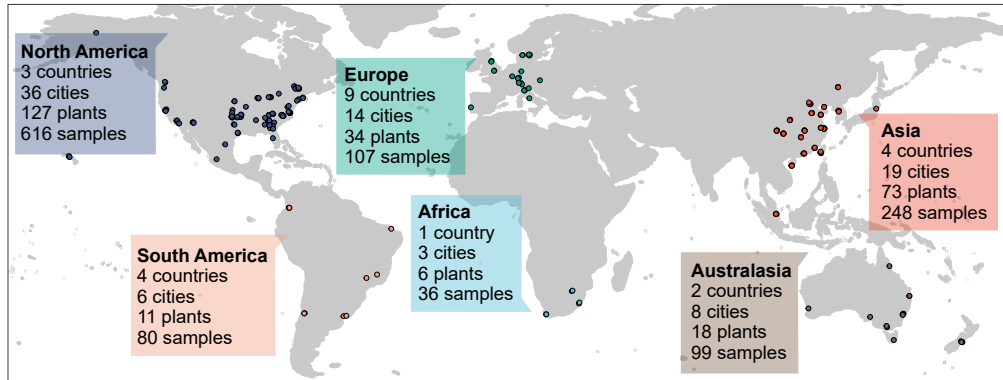 North America
3 countries
36 cities
127 plants
616 samples
Europe
9 countries
14 cities
34 plants
107 samples
Asia
4 countries
19 cities
73 plants
248 samples
Africa
1 country
3 cities
6 plants
36 samples
South America
4 countries
6 cities
11 plants
80 samples
Australasia
2 countries
8 cities
18 plants
99 samples